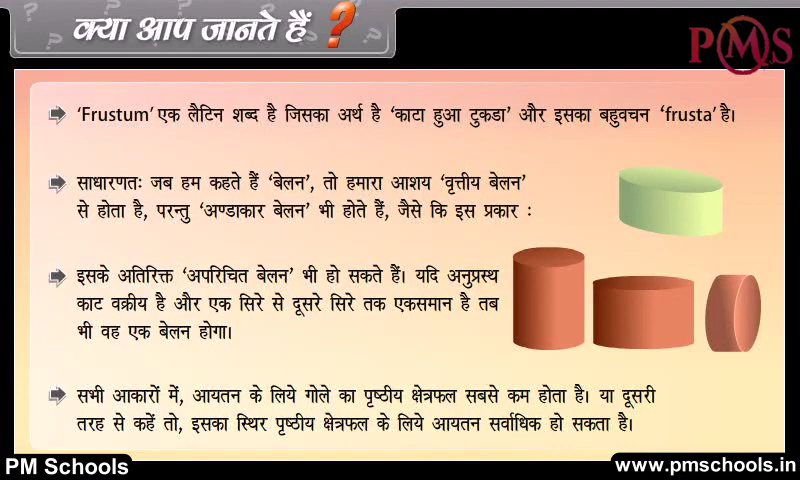 क्या आप जानते हैं ?
PMS
'Frustum' एक लैटिन शब्द है जिसका अर्थ है 'काटा हुआ टुकडा' और इसका बहुवचन 'frusta' है।
साधारणतः जब हम कहते हैं 'बेलन', तो हमारा आशय 'वृत्तीय बेलन'
से होता है, परन्तु 'अण्डाकार बेलन' भी होते हैं, जैसे कि इस प्रकार :
इसके अतिरिक्त 'अपरिचित बेलन' भी हो सकते हैं। यदि अनुप्रस्थ
काट वक्रीय है और एक सिरे से दूसरे सिरे तक एकसमान है तब
भी वह एक बेलन होगा।
सभी आकारों में, आयतन के लिये गोले का पृष्ठीय क्षेत्रफल सबसे कम होता है। या दूसरी
तरह से कहें तो, इसका स्थिर पृष्ठीय क्षेत्रफल के लिये आयतन सर्वाधिक हो सकता है।
PM Schools
www.pmschools.in